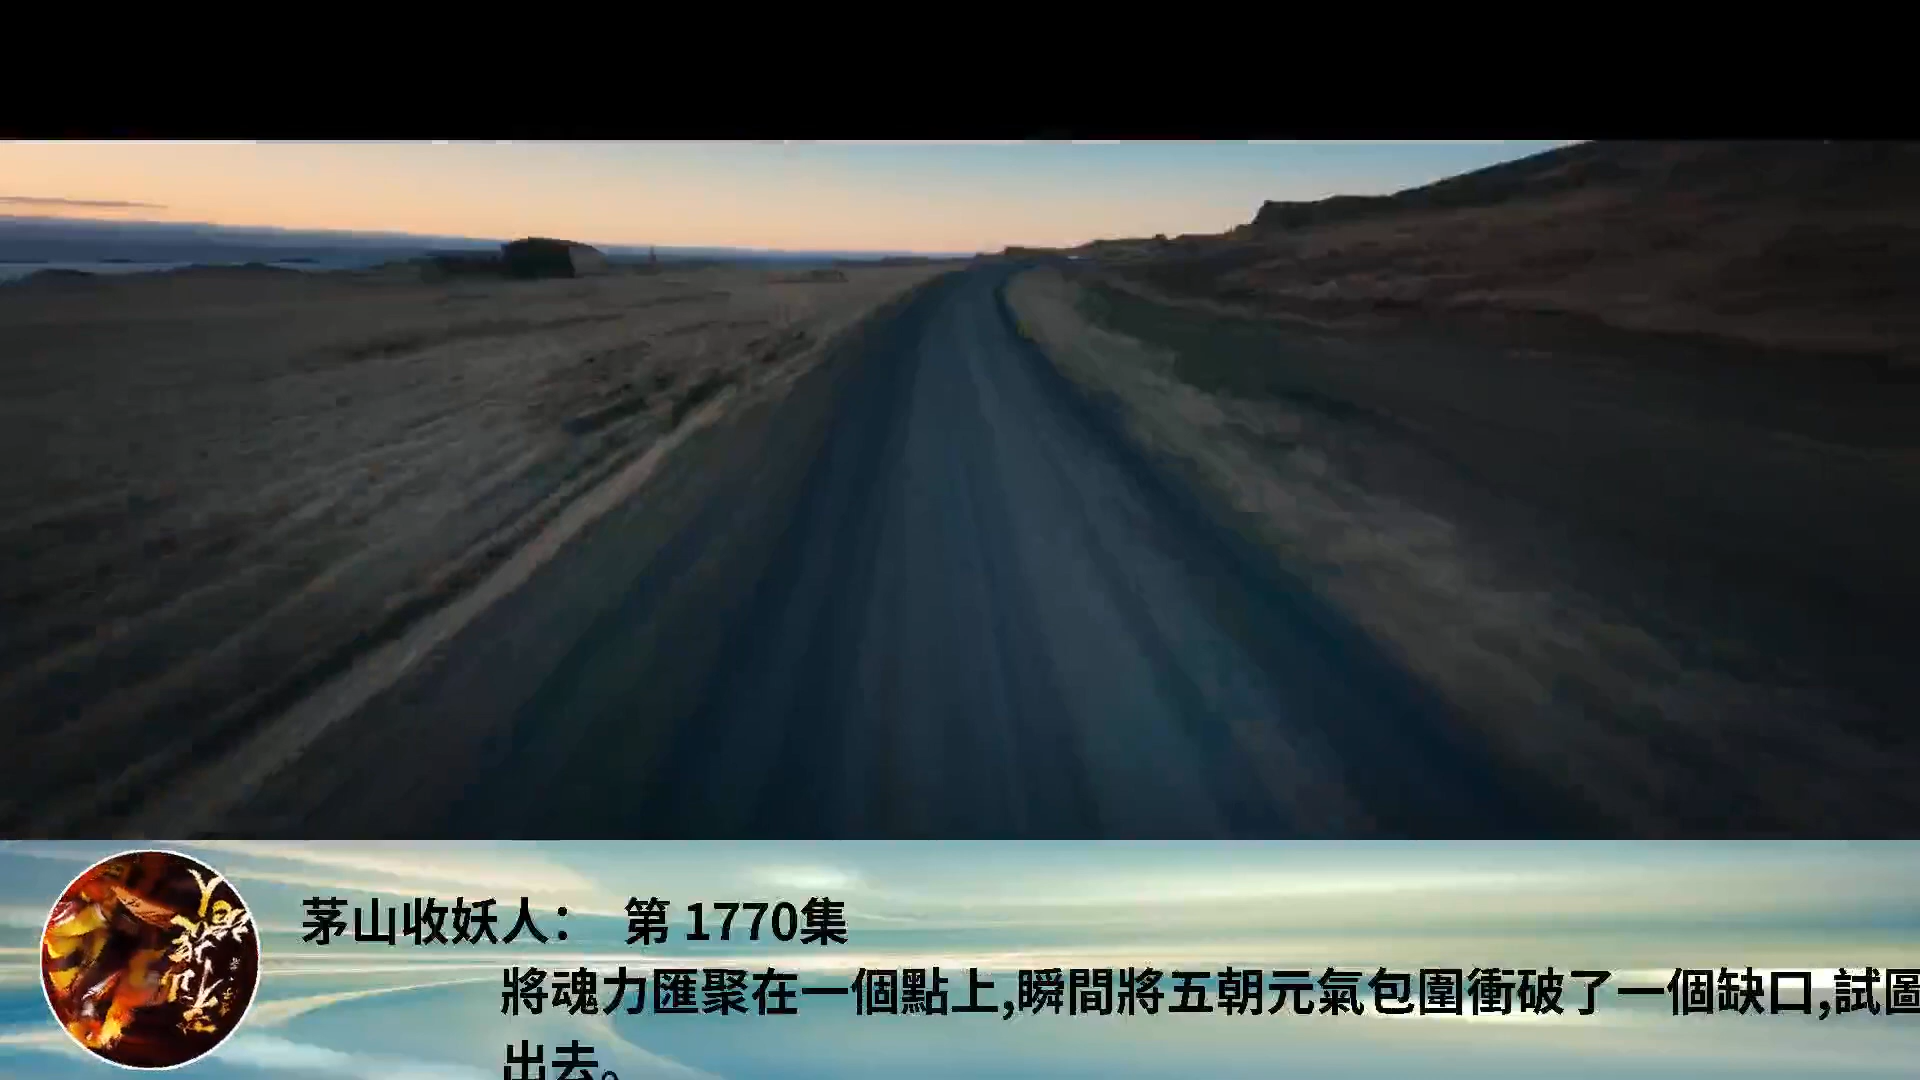 茅山收妖人： 第 1770集
將魂力匯聚在一個點上,瞬間將五朝元氣包圍衝破了一個缺口,試圖
出去。